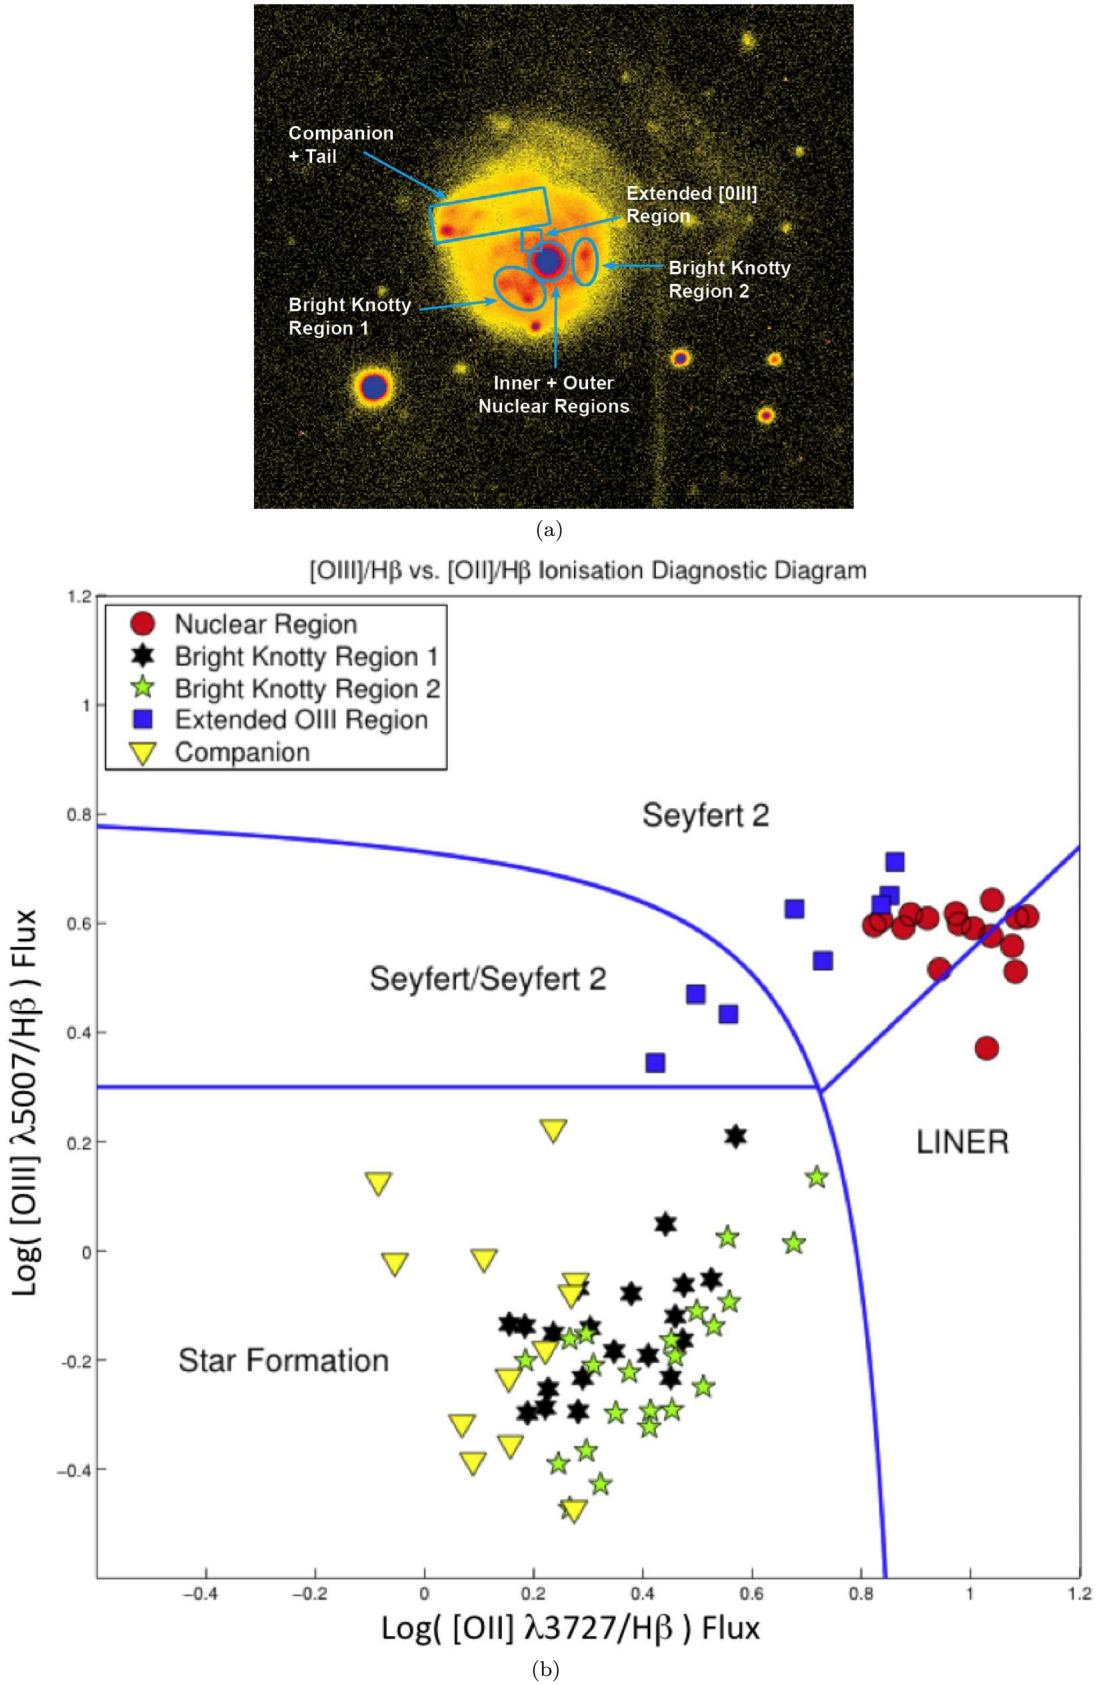 Companion
+ Tail
Extended [0III]
Region
Bright Knotty
Region 2
Bright Knotty
Region 1
Inner + Outer
Nuclear Regions
(a)
[OIII]/Hβ vs. [OII]/Hβ Ionisation Diagnostic Diagram
1.2
Nuclear Region
Bright Knotty Region 1
Bright Knotty Region 2
Extended OIII Region
Companion
1
0.8
Seyfert 2
0.6
Seyfert/Seyfert 2
0.4
0.2
LINER
0
Star Formation
-0.2
-0.4
Log( [OIII] λ5007/Hβ ) Flux
-0.4
-0.2
0
0.2
0.4
0.6
0.8
1
1.2
Log( [OII] λ3727/Hβ ) Flux
(b)